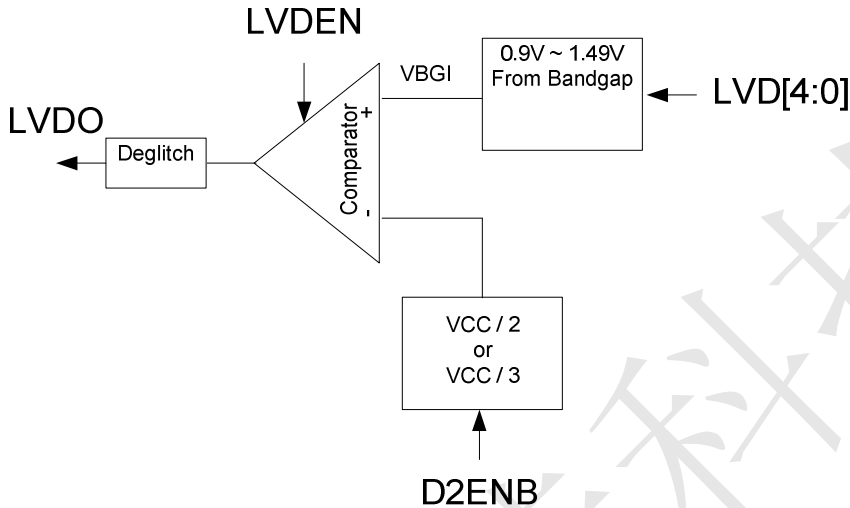 LVDEN
0.9V ~ 1.49V
From Bandgap
VBGI
LVD[4:0]
LVDO
Deglitch
Comparator
+
-
VCC / 2
or
VCC / 3
D2ENB
科